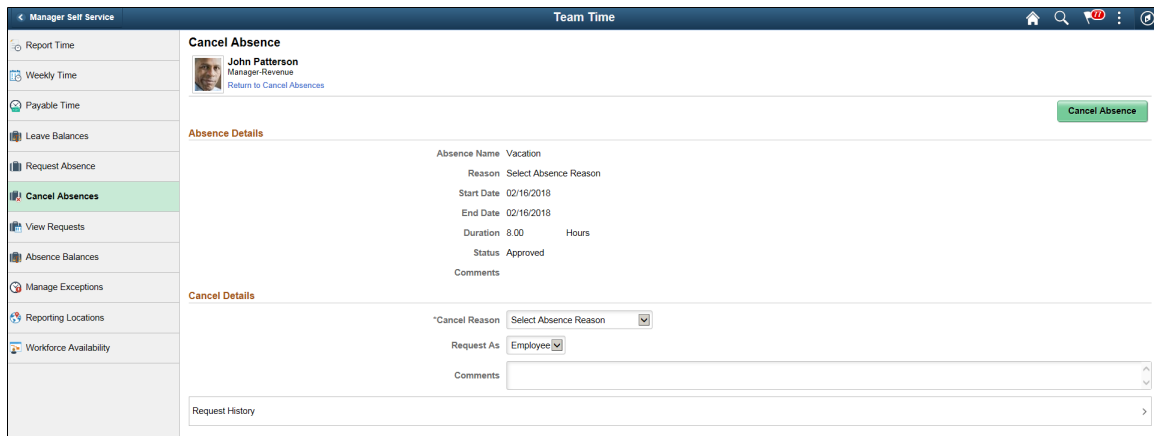 Manager Self Service
Team Time
77
Report Time
Weekly Time
Payable Time
Leave Balances
Request Absence
Cancel Absences
View Requests
Absence Balances
Manage Exceptions
Reporting Locations
Workforce Availability
Cancel Absence
John Patterson
Manager-Revenue
Return to Cancel Absences
Cancel Absence
Absence Details
Absence Name Vacation
Reason Select Absence Reason
Start Date 02/16/2018
End Date 02/16/2018
Duration 8.00 Hours
Status Approved
Comments
Cancel Details
*Cancel Reason Select Absence Reason
Request As Employee
Comments
Request History